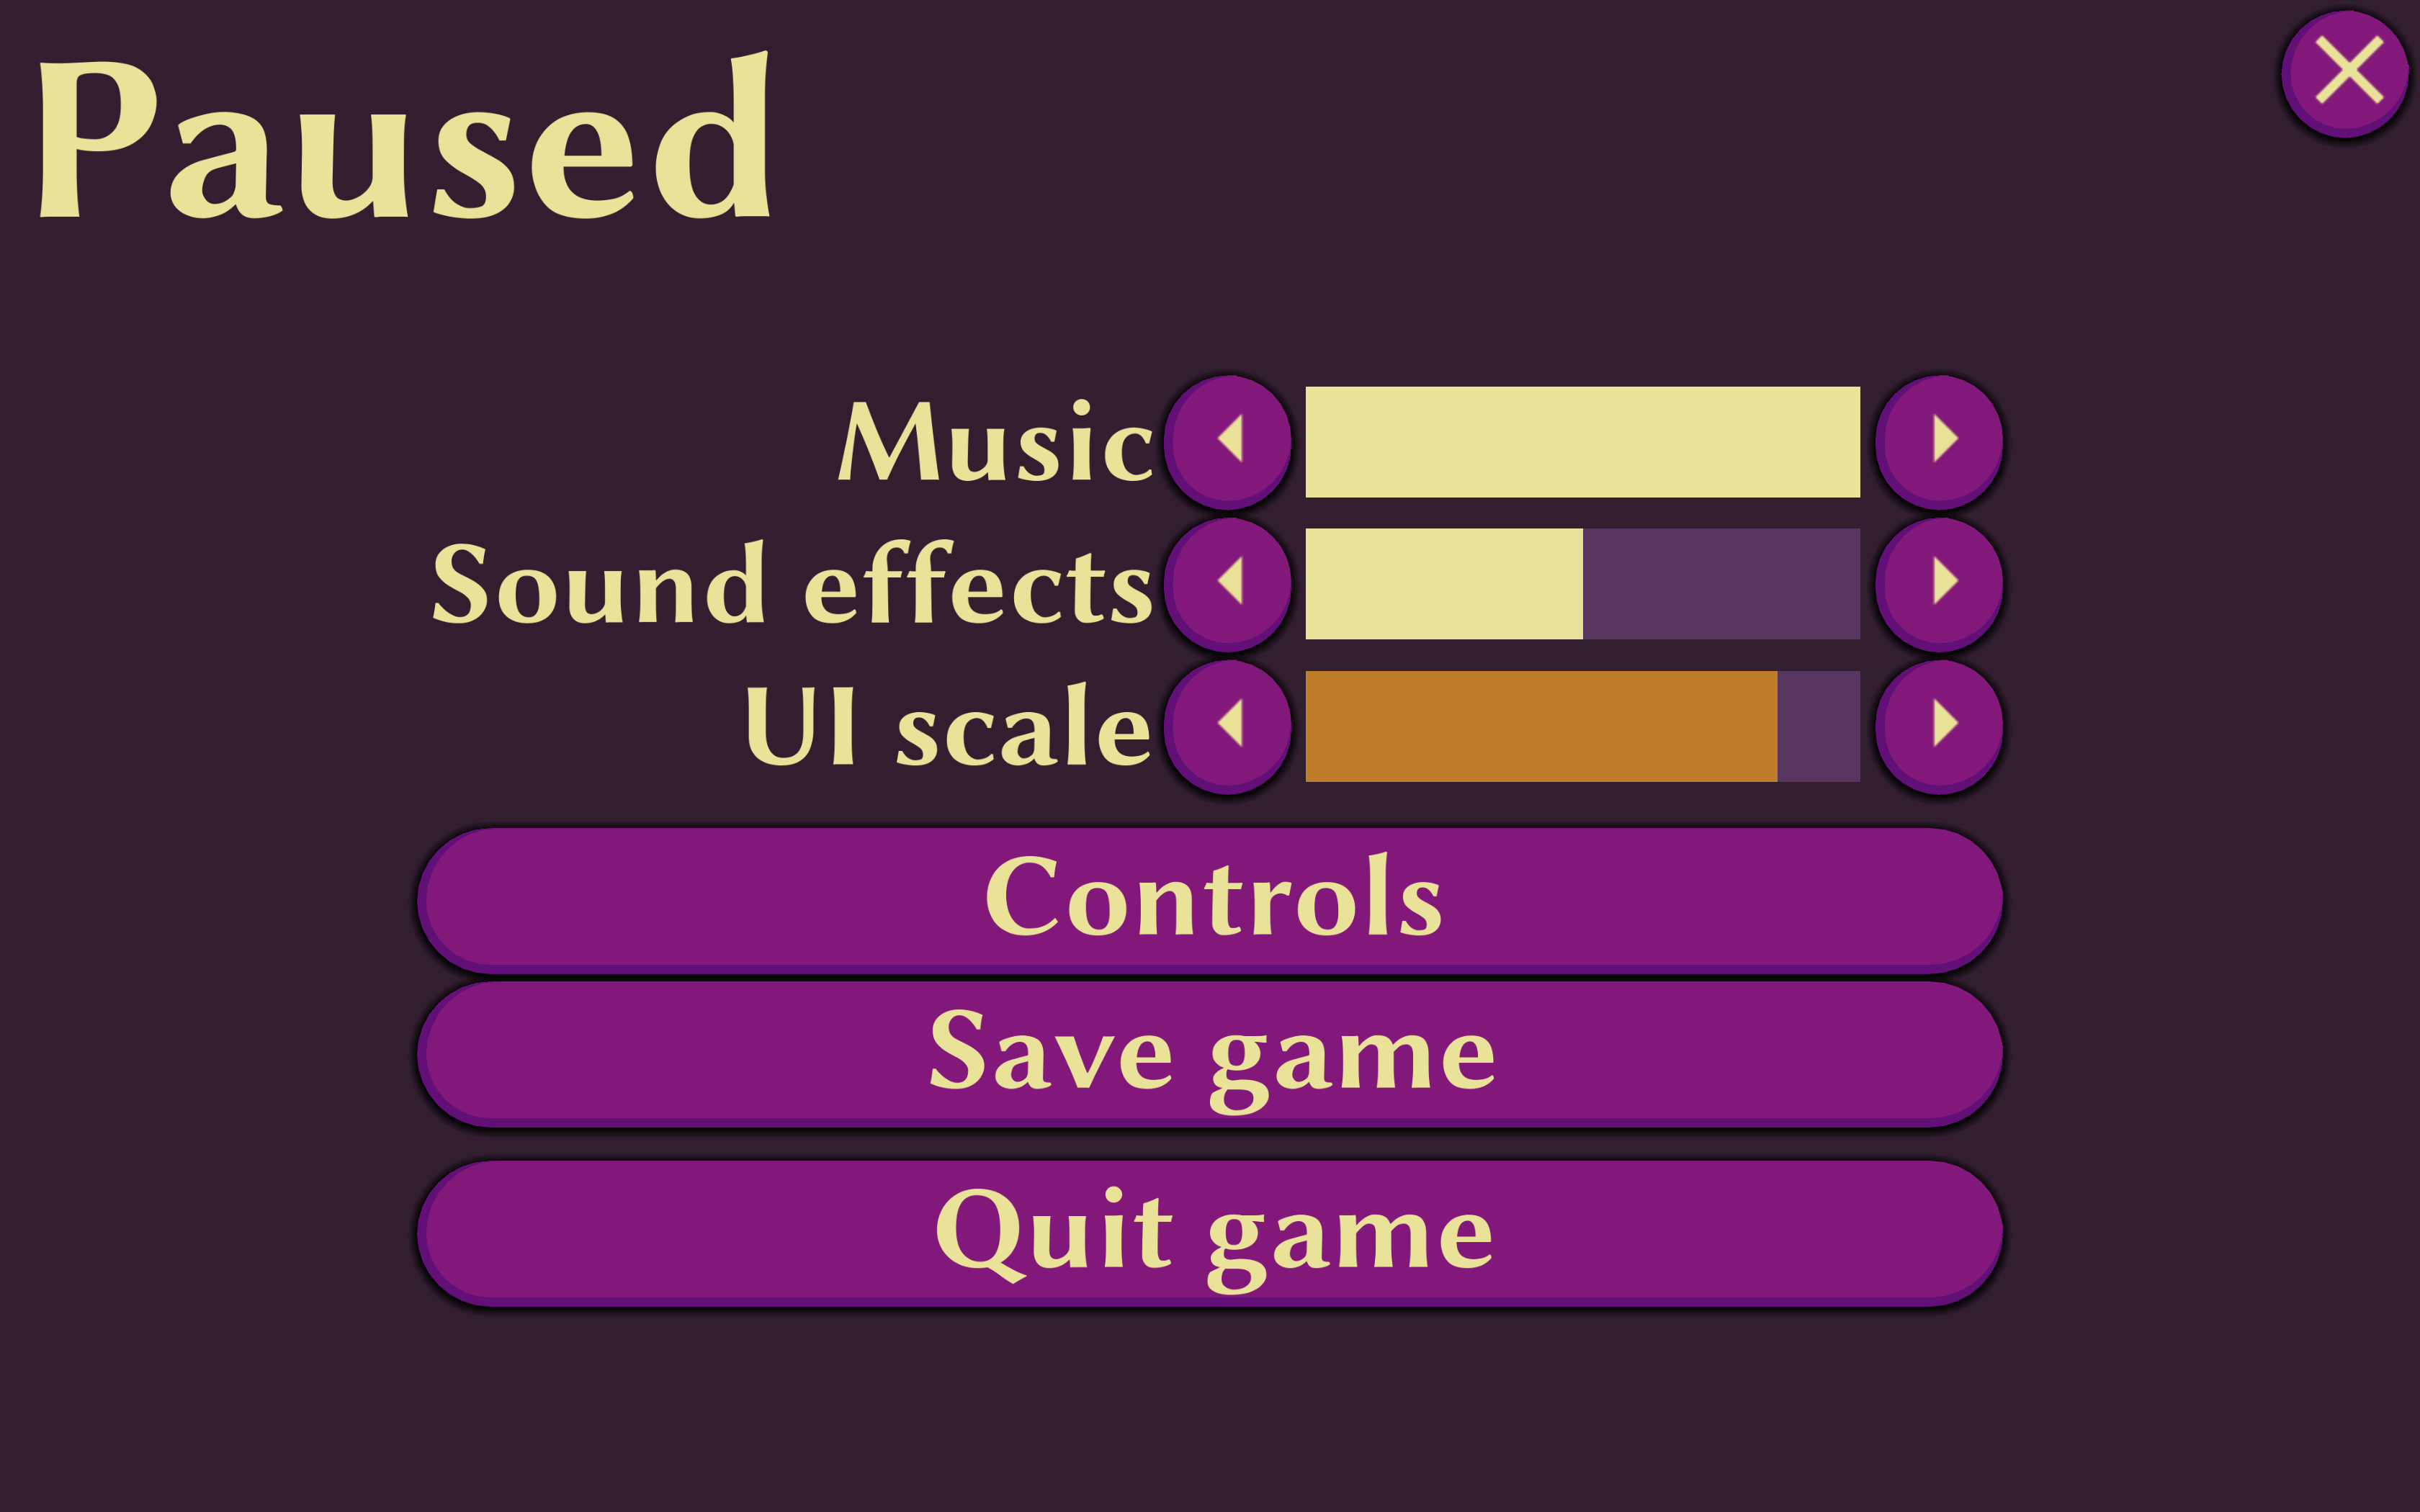 Paused
Music
Sound effects
UI scale
Controls
Save game
Quit game